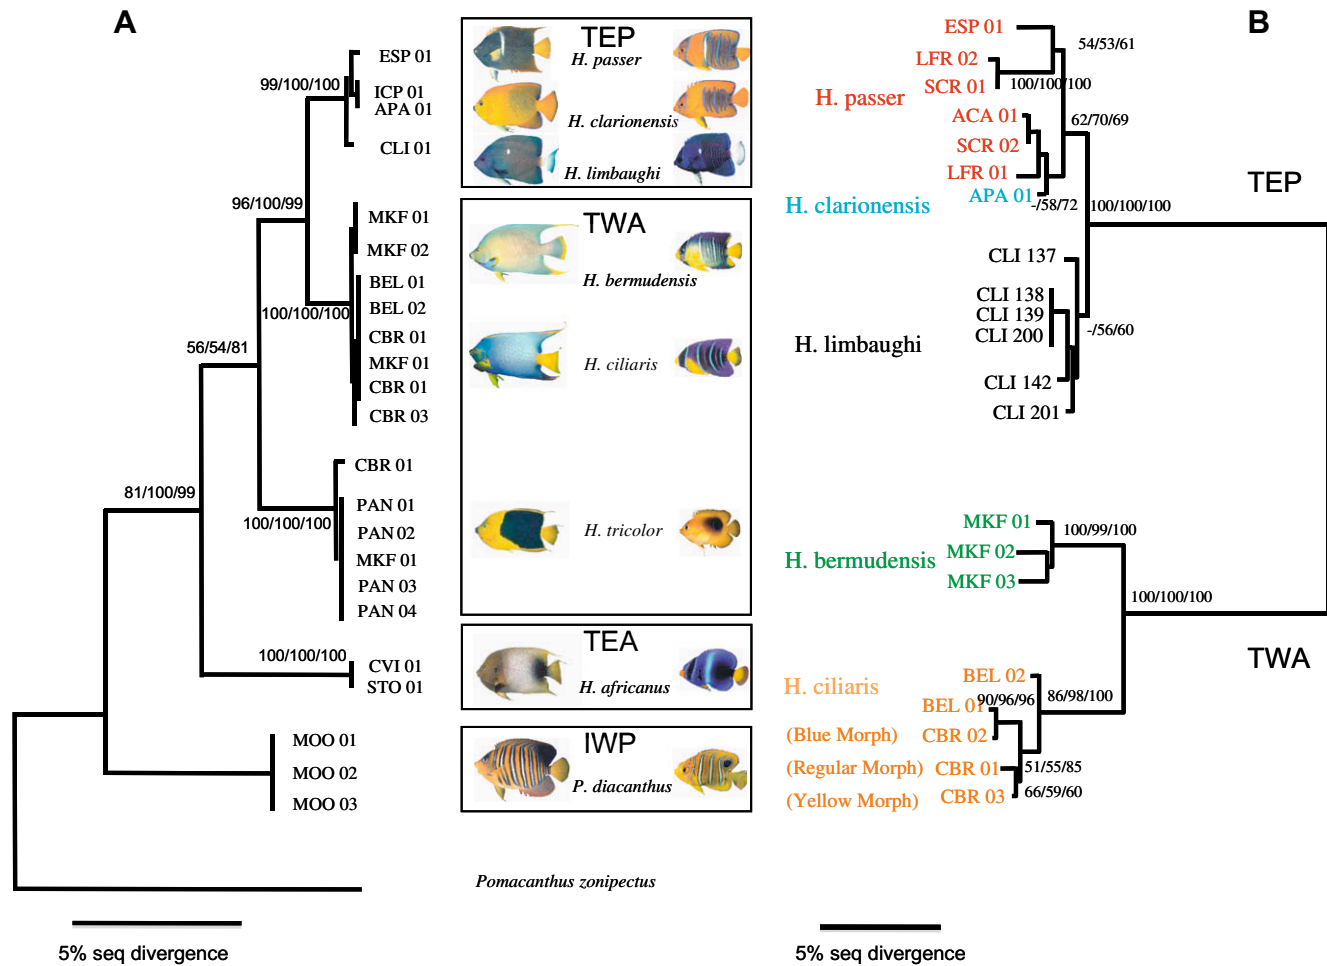 A
ESP 01
99/100/100
ICP 01
APA 01
CLI 01
96/100/99
MKF 01
MKF 02
BEL 01
BEL 02
100/100/100
CBR 01
MKF 01
CBR 01
CBR 03
56/54/81
CBR 01
81/100/99
PAN 01
100/100/100
PAN 02
MKF 01
PAN 03
PAN 04
100/100/100
CVI 01
STO 01
MOO 01
MOO 02
MOO 03
5% seq divergence
TEP
H. passer
H. clarionensis
H. limbaughi
TWA
H. bermudensis
H. ciliaris
H. tricolor
TEA
H. africanus
IWP
P. diacanthus
Pomacanthus zonipectus
B
ESP 01
54/53/61
LFR 02
100/100/100
SCR 01
H. passer
ACA 01
62/70/69
SCR 02
LFR 01
TEP
APA 01
H. clarionensis
-/58/72
100/100/100
CLI 137
CLI 138
CLI 139
CLI 200
-/56/60
H. limbaughi
CLI 142
CLI 201
MKF 01
100/99/100
MKF 02
H. bermudensis
MKF 03
100/100/100
TWA
BEL 02
H. ciliaris
90/96/96
86/98/100
BEL 01
(Blue Morph)
CBR 02
(Regular Morph)
CBR 01
51/55/85
66/59/60
(Yellow Morph)
CBR 03
5% seq divergence